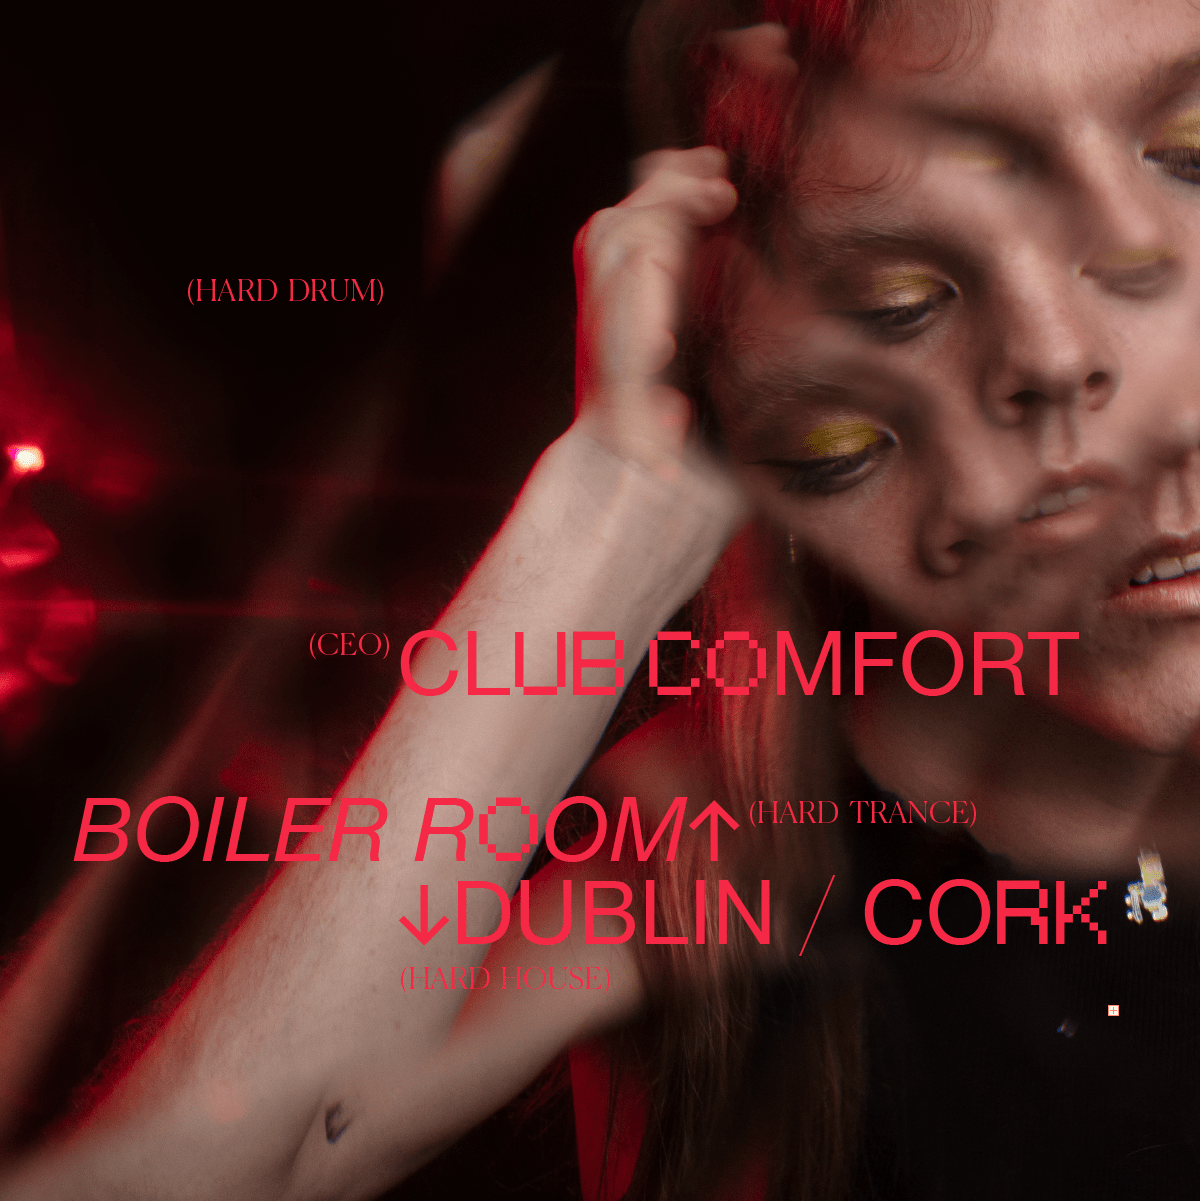 (HARD DRUM)
(CEO) CLUB COMFORT
BOILER ROOM↑ (HARD TRANCE)
↓DUBLIN / CORK
(HARD HOUSE)